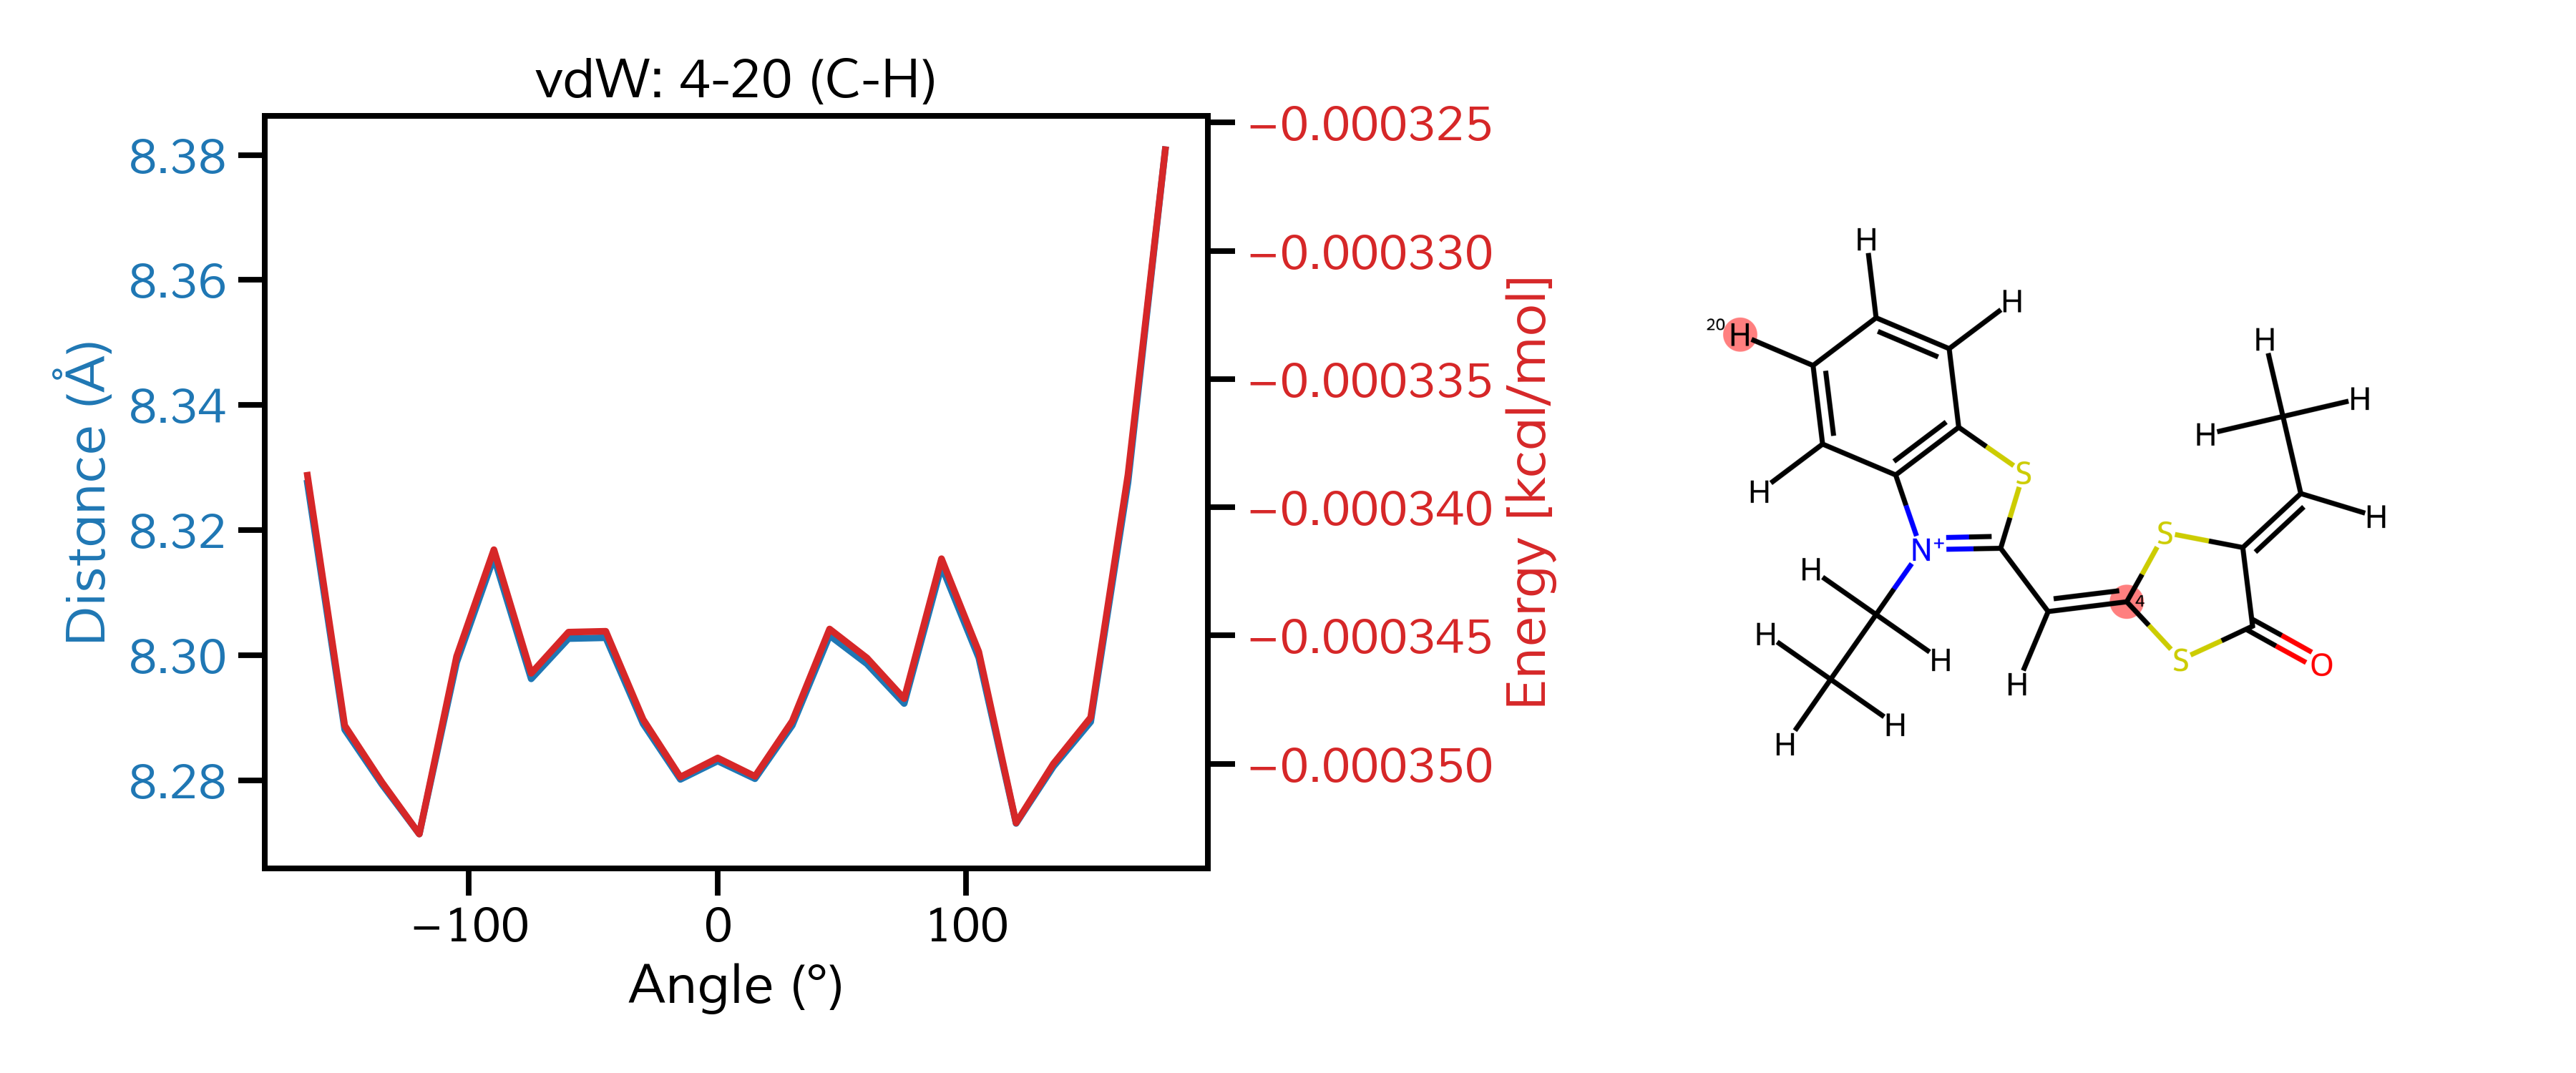 vdW: 4-20 (C-H)
8.38
8.36
8.34
8.32
8.30
8.28
Distance (Å)
−0.000325
−0.000330
−0.000335
−0.000340
−0.000345
−0.000350
Energy [kcal/mol]
−100 0 100
Angle (°)
H
H
20 H
H
H
H
H
S
H
S
H
N+
H
4
H
H
S
O
H
H
H
H